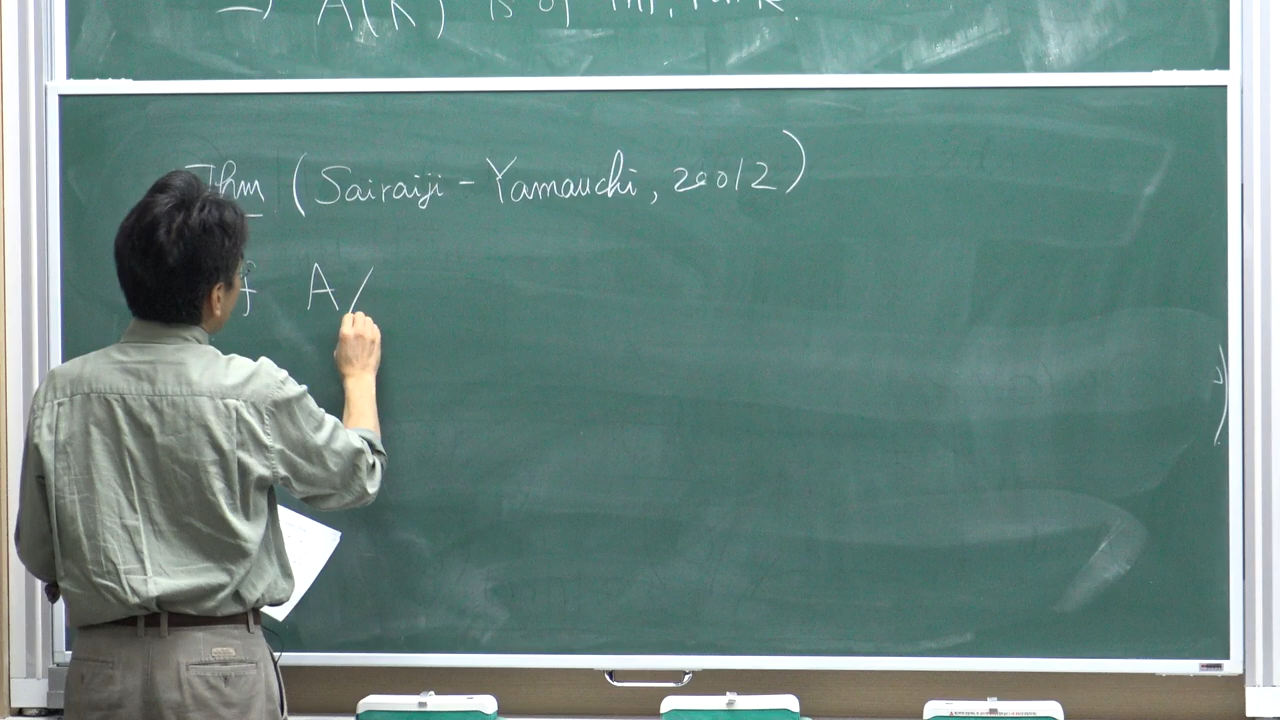 ⇒ A(K) is of inf. rank.
Thm (Sairaiji - Yamauchi, 2012)
f A/